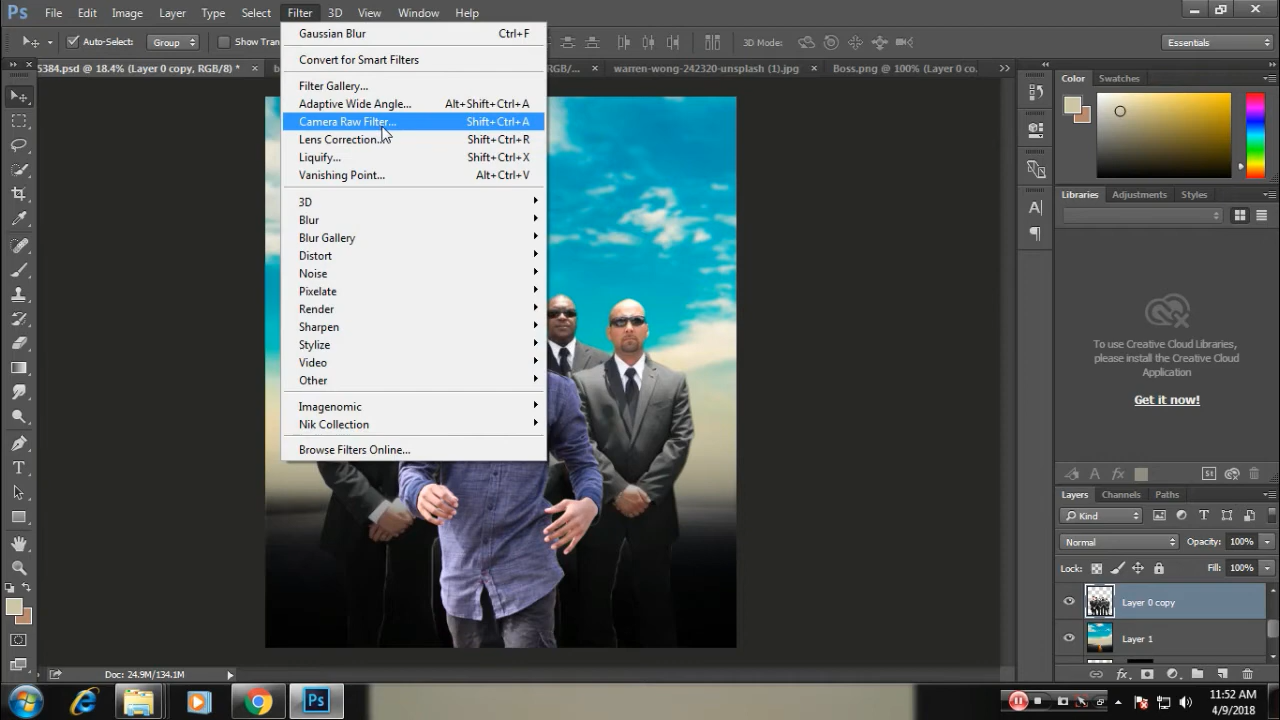 Ps File Edit Image Layer Type Select Filter 3D View Window Help
Auto-Select: Group Show Tran 3D Mode: Essentials
5384.psd @ 18.4% (Layer 0 copy, RGB/8) * RGB/... warren-wong-242320-unsplash (1).jpg Boss.png @ 100% (Layer 0 co.
Gaussian Blur Ctrl+F
Convert for Smart Filters
Filter Gallery...
Adaptive Wide Angle... Alt+Shift+Ctrl+A
Camera Raw Filter... Shift+Ctrl+A
Lens Correction... Shift+Ctrl+R
Liquify... Shift+Ctrl+X
Vanishing Point... Alt+Ctrl+V
3D
Blur
Blur Gallery
Distort
Noise
Pixelate
Render
Sharpen
Stylize
Video
Other
Imagenomic
Nik Collection
Browse Filters Online...
Color Swatches
Libraries Adjustments Styles
To use Creative Cloud Libraries,
please install the Creative Cloud
Application
Get it now!
Layers Channels Paths
Kind
Normal Opacity: 100%
Lock: Fill: 100%
Layer 0 copy
Layer 1
Doc: 24.9M/134.1M
Ps
11:52 AM
4/9/2018